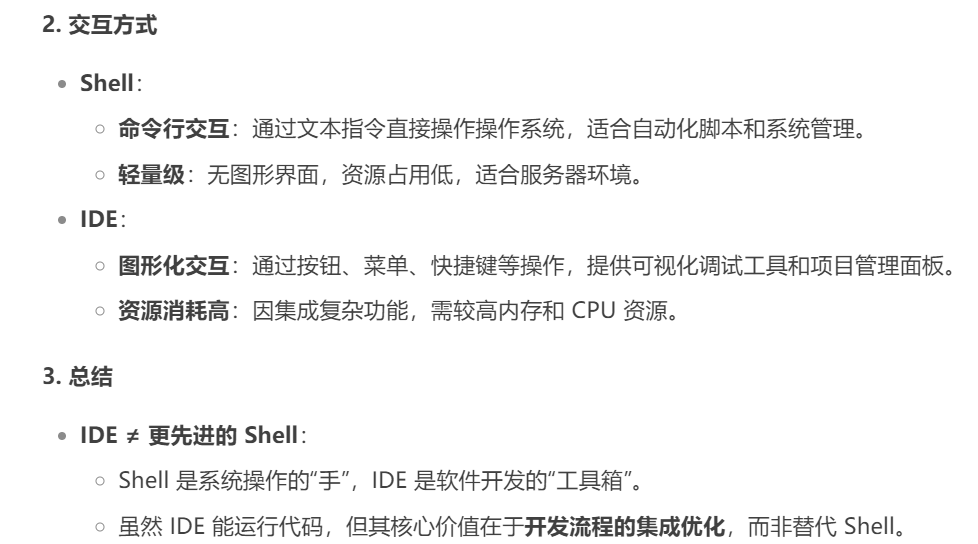 2. 交互方式
Shell:
命令行交互：通过文本指令直接操作操作系统，适合自动化脚本和系统管理。
轻量级：无图形界面，资源占用低，适合服务器环境。
IDE:
图形化交互：通过按钮、菜单、快捷键等操作，提供可视化调试工具和项目管理面板。
资源消耗高：因集成复杂功能，需较高内存和 CPU 资源。
3. 总结
IDE ≠ 更先进的 Shell:
Shell 是系统操作的“手”，IDE 是软件开发的“工具箱”。
虽然 IDE 能运行代码，但其核心价值在于开发流程的集成优化，而非替代 Shell。